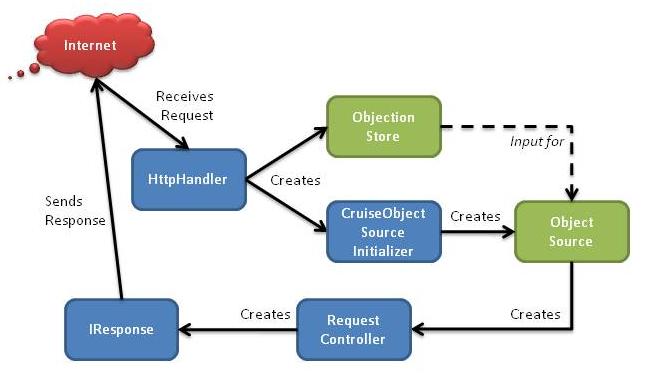 Internet
Receives
Request
Objection
Store
Input for
HttpHandler
Creates
CruiseObject
Source
Initializer
Creates
Object
Source
Sends
Response
IResponse
Creates
Request
Controller
Creates